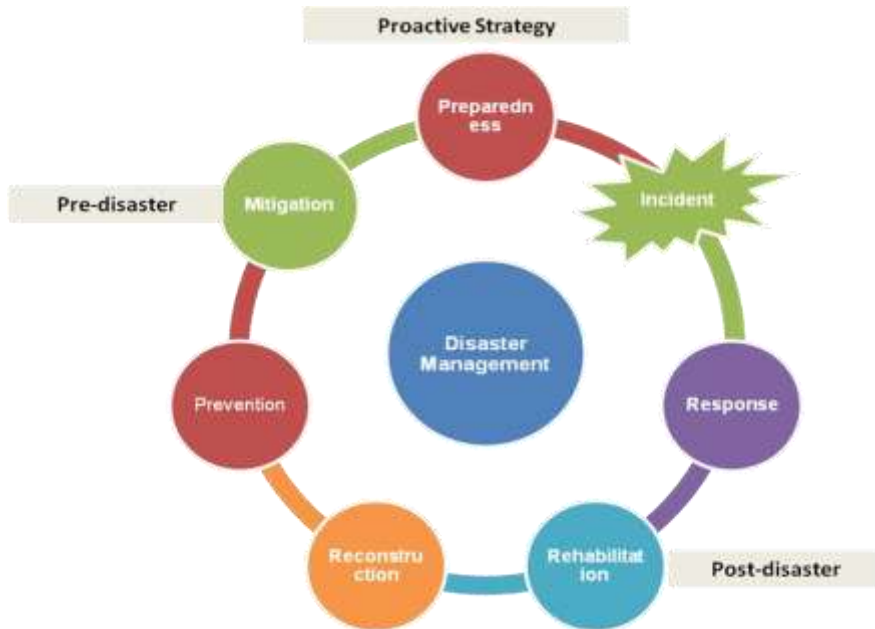 Proactive Strategy
Preparedn
ess
Incident
Mitigation
Pre-disaster
Disaster
Management
Prevention
Response
Reconstru
ction
Rehabilitat
ion
Post-disaster